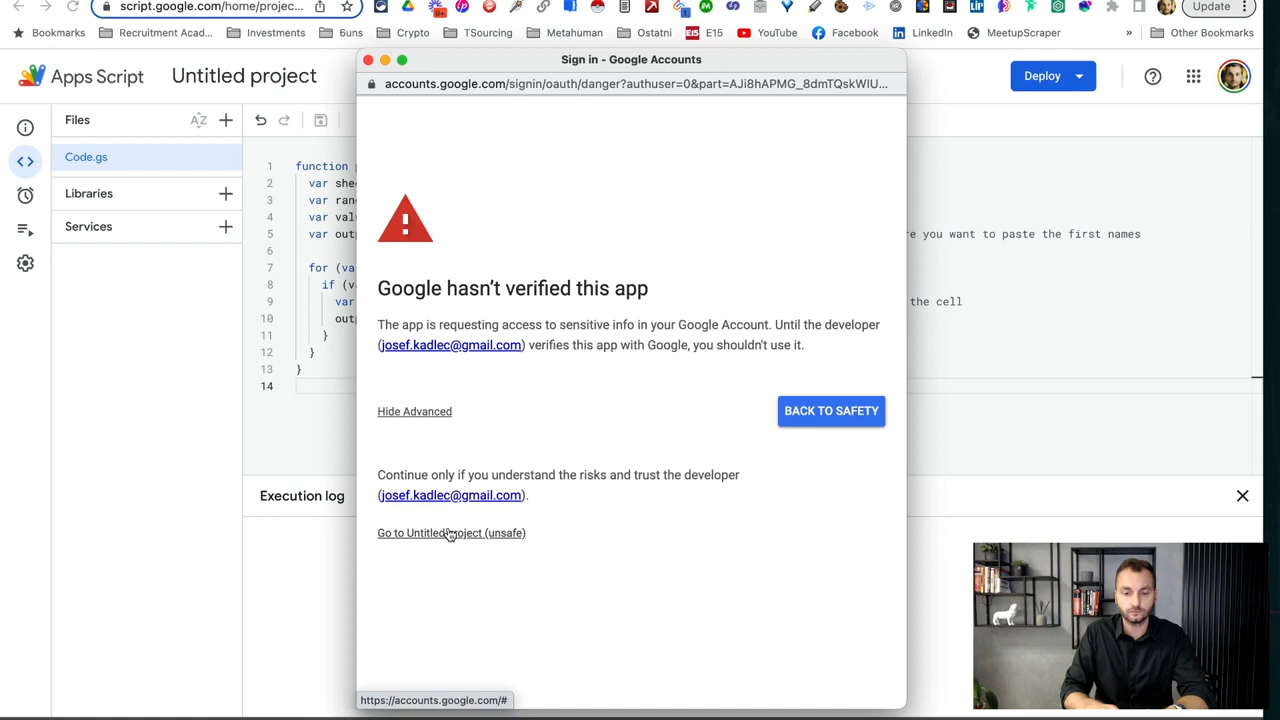 script.google.com/home/projec...
9+
1
Update
Bookmarks
Recruitment Acad...
Investments
6uns
Crypto
TSourcing
Metahuman
Ostatni
E15
YouTube
Facebook
LinkedIn
MeetupScraper
»
Other Bookmarks
Apps Script
Untitled project
Deploy
Files
Code.gs
Libraries
Services
1 function
2 var she
3 var ran
4 var val
5 var out
re you want to paste the first names
6
7 for (va
8 if (v
9 var
the cell
10 out
11 }
12 }
13 }
14
Execution log
Sign in - Google Accounts
accounts.google.com/signin/oauth/danger?authuser=0&part=AJi8hAPMG_8dmTQskWIU...
Google hasn't verified this app
The app is requesting access to sensitive info in your Google Account. Until the developer
(josef.kadlec@gmail.com) verifies this app with Google, you shouldn't use it.
Hide Advanced
BACK TO SAFETY
Continue only if you understand the risks and trust the developer
(josef.kadlec@gmail.com).
Go to Untitled project (unsafe)
https://accounts.google.com/#